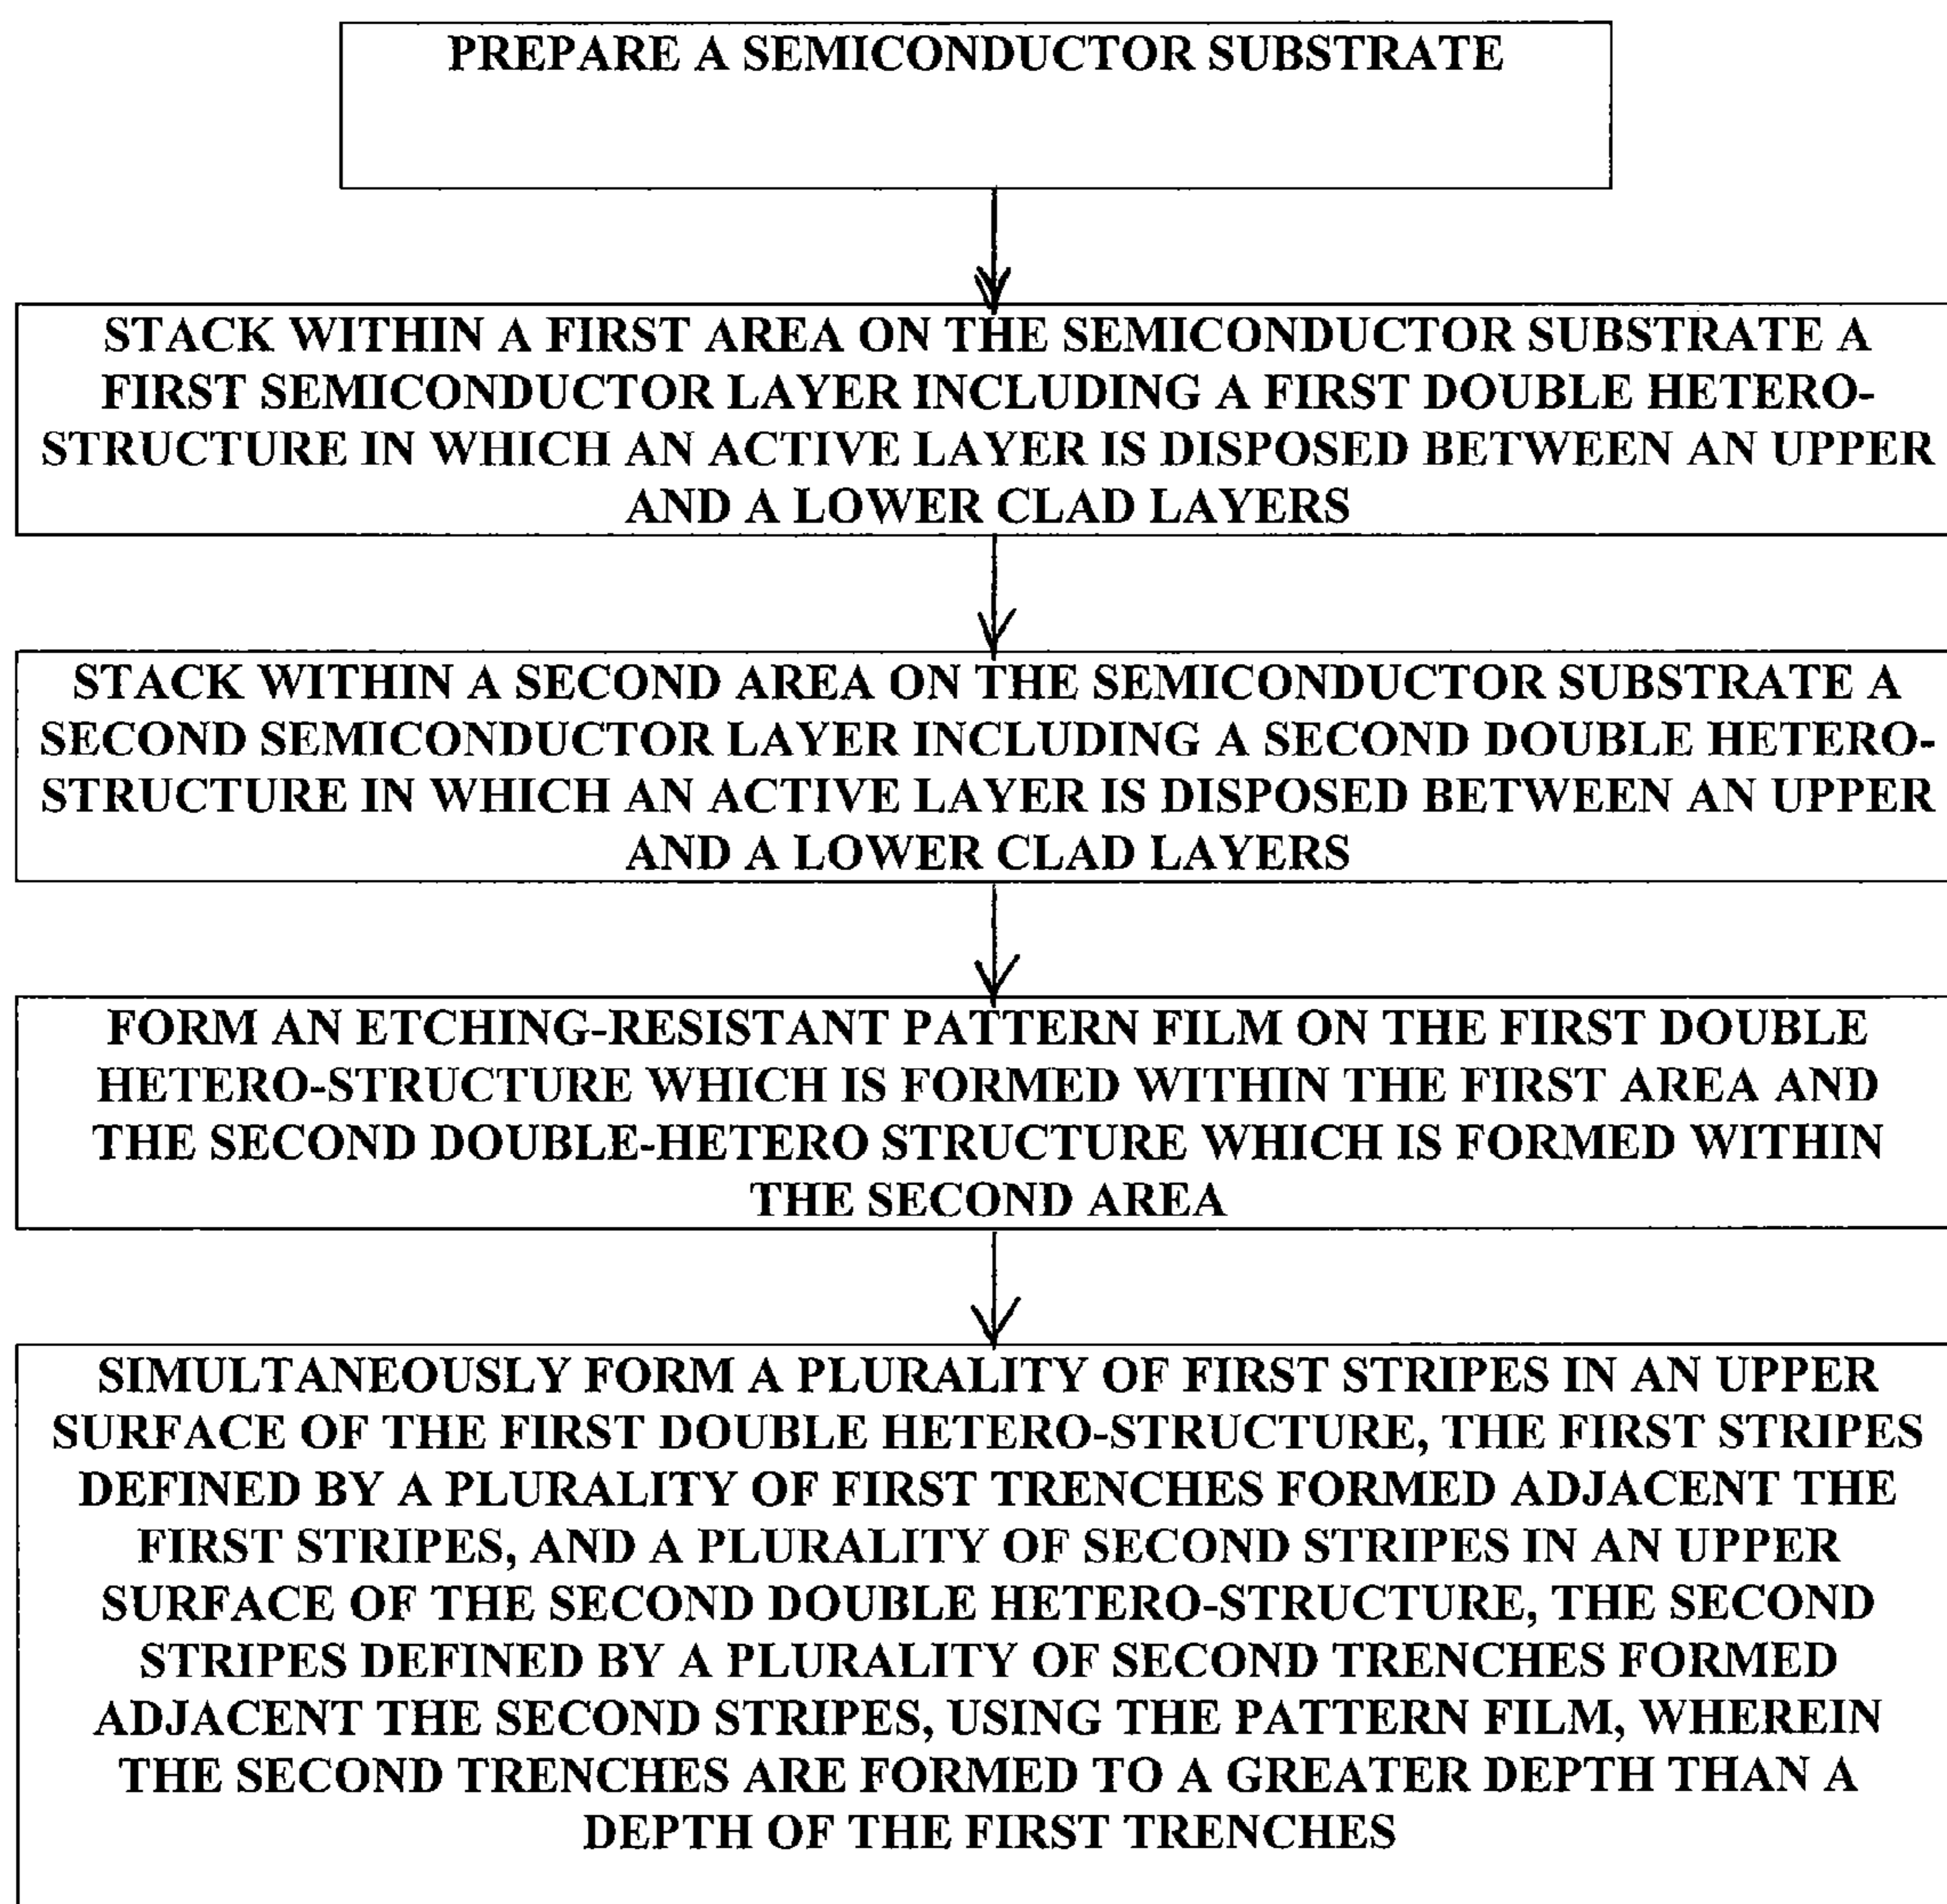 PREPARE A SEMICONDUCTOR SUBSTRATE
STACK WITHIN A FIRST AREA ON THE SEMICONDUCTOR SUBSTRATE A
FIRST SEMICONDUCTOR LAYER INCLUDING A FIRST DOUBLE HETERO-
STRUCTURE IN WHICH AN ACTIVE LAYER IS DISPOSED BETWEEN AN UPPER
AND A LOWER CLAD LAYERS
STACK WITHIN A SECOND AREA ON THE SEMICONDUCTOR SUBSTRATE A
SECOND SEMICONDUCTOR LAYER INCLUDING A SECOND DOUBLE HETERO-
STRUCTURE IN WHICH AN ACTIVE LAYER IS DISPOSED BETWEEN AN UPPER
AND A LOWER CLAD LAYERS
FORM AN ETCHING-RESISTANT PATTERN FILM ON THE FIRST DOUBLE
HETERO-STRUCTURE WHICH IS FORMED WITHIN THE FIRST AREA AND
THE SECOND DOUBLE-HETERO STRUCTURE WHICH IS FORMED WITHIN
THE SECOND AREA
SIMULTANEOUSLY FORM A PLURALITY OF FIRST STRIPES IN AN UPPER
SURFACE OF THE FIRST DOUBLE HETERO-STRUCTURE, THE FIRST STRIPES
DEFINED BY A PLURALITY OF FIRST TRENCHES FORMED ADJACENT THE
FIRST STRIPES, AND A PLURALITY OF SECOND STRIPES IN AN UPPER
SURFACE OF THE SECOND DOUBLE HETERO-STRUCTURE, THE SECOND
STRIPES DEFINED BY A PLURALITY OF SECOND TRENCHES FORMED
ADJACENT THE SECOND STRIPES, USING THE PATTERN FILM, WHEREIN
THE SECOND TRENCHES ARE FORMED TO A GREATER DEPTH THAN A
DEPTH OF THE FIRST TRENCHES